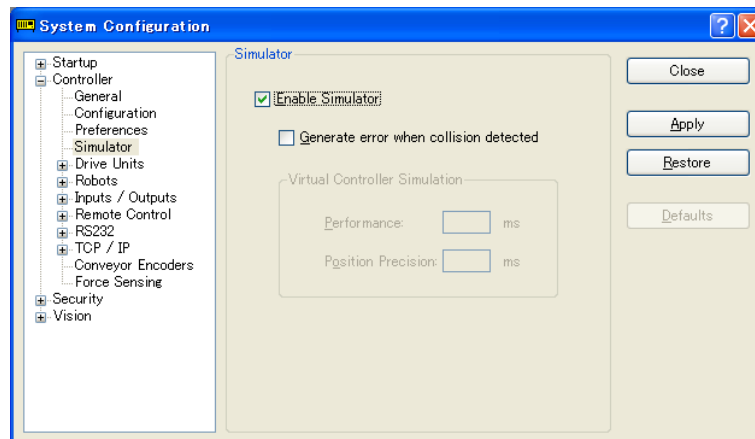 System Configuration
Startup
Controller
General
Configuration
Preferences
Simulator
Drive Units
Robots
Inputs / Outputs
Remote Control
RS232
TCP / IP
Conveyor Encoders
Force Sensing
Security
Vision
Simulator
Enable Simulator
Generate error when collision detected
Virtual Controller Simulation
Performance: ms
Position Precision: ms
Close
Apply
Restore
Defaults